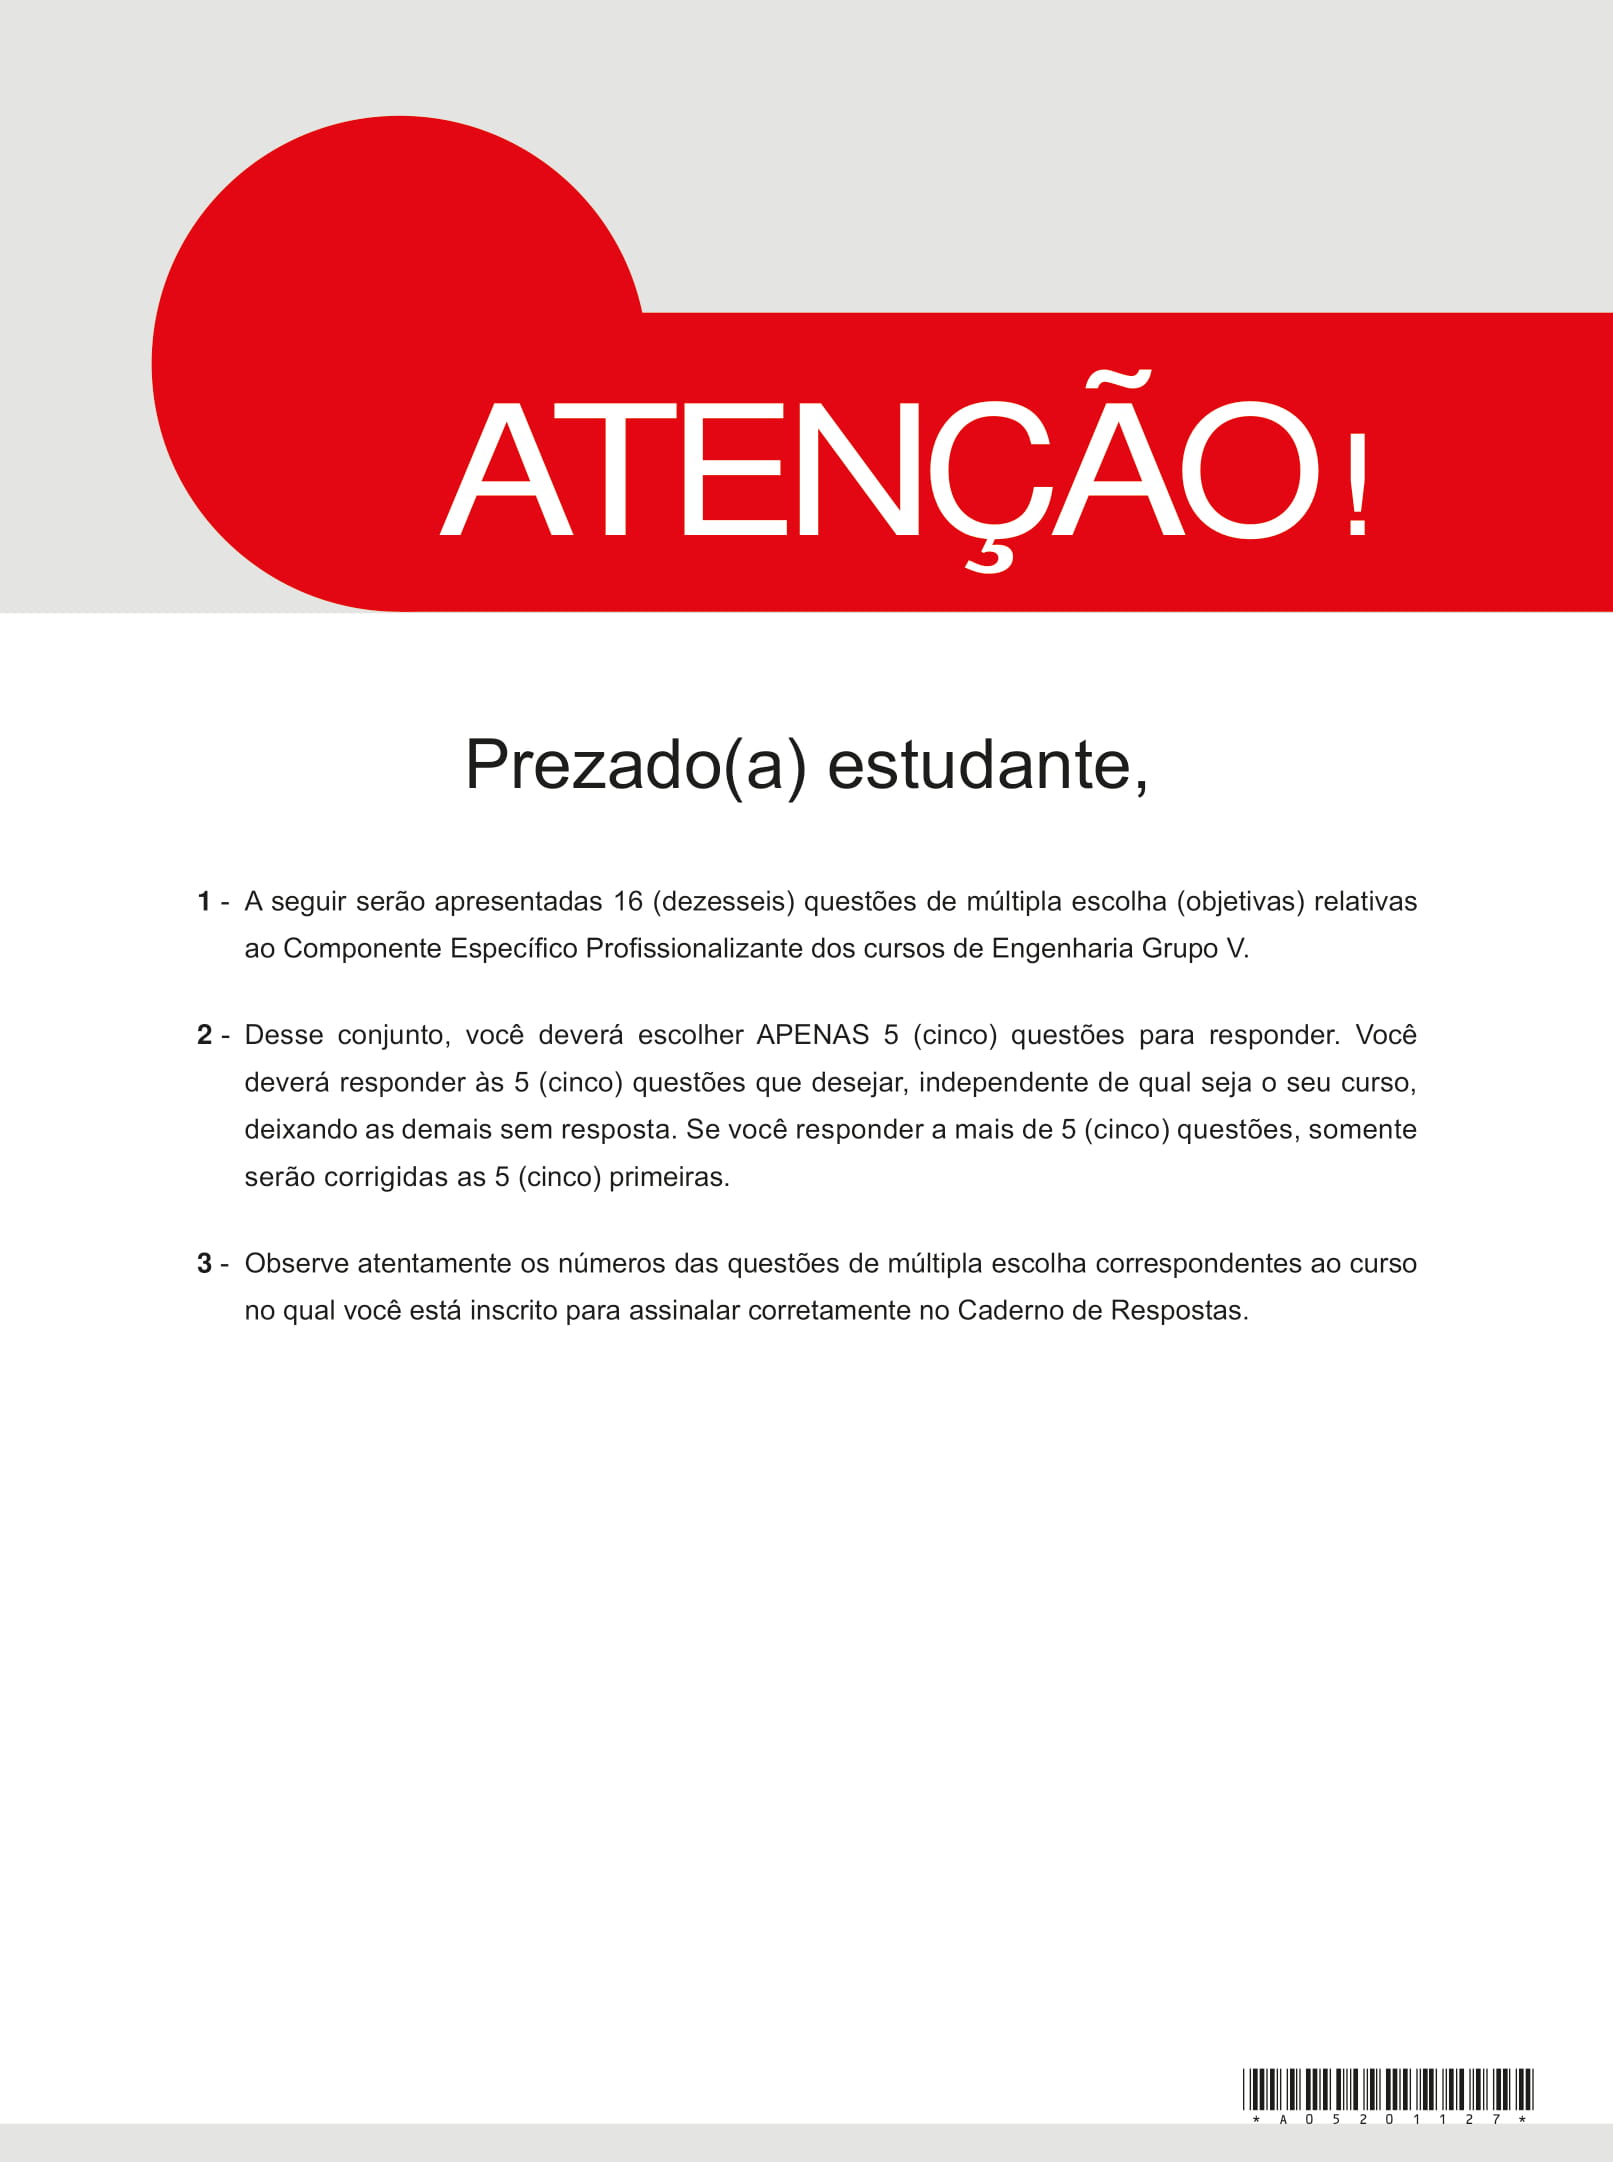 ATENÇÃO!
Prezado(a) estudante,
1 - A seguir serão apresentadas 16 (dezesseis) questões de múltipla escolha (objetivas) relativas
ao Componente Específico Profissionalizante dos cursos de Engenharia Grupo V.
2 - Desse conjunto, você deverá escolher APENAS 5 (cinco) questões para responder. Você
deverá responder às 5 (cinco) questões que desejar, independente de qual seja o seu curso,
deixando as demais sem resposta. Se você responder a mais de 5 (cinco) questões, somente
serão corrigidas as 5 (cinco) primeiras.
3 - Observe atentamente os números das questões de múltipla escolha correspondentes ao curso
no qual você está inscrito para assinalar corretamente no Caderno de Respostas.
* A 0 5 2 0 1 1 2 7 *